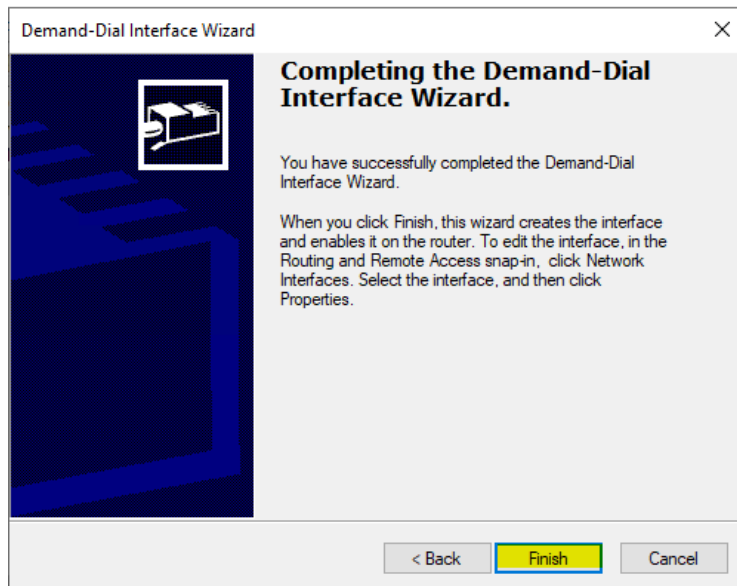 Demand-Dial Interface Wizard
Completing the Demand-Dial
Interface Wizard.
You have successfully completed the Demand-Dial
Interface Wizard.
When you click Finish, this wizard creates the interface
and enables it on the router. To edit the interface, in the
Routing and Remote Access snap-in,  click Network
Interfaces. Select the interface, and then click
Properties.
< Back
Finish
Cancel